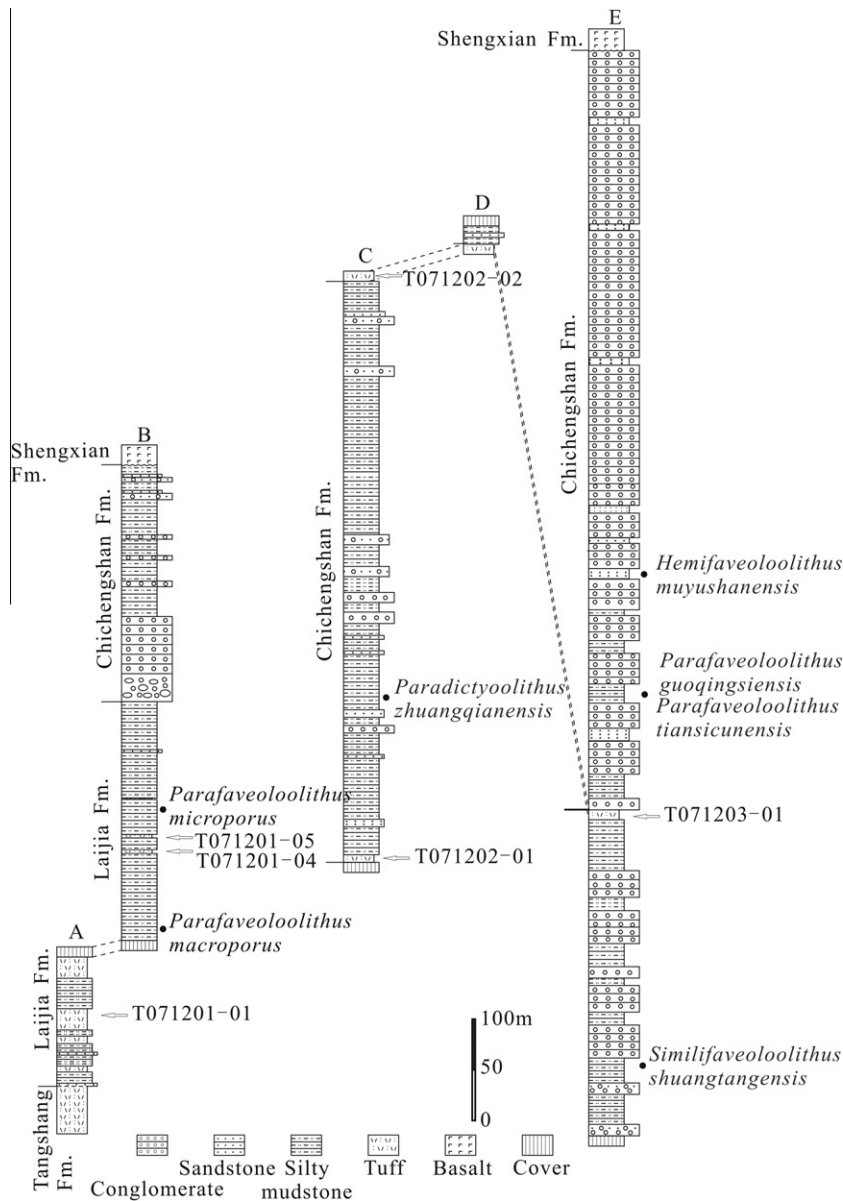 E
Shengxian Fm.
D
C
T071202-02
Chichengshan Fm.
B
Shengxian
Fm.
Chichengshan Fm.
Chichengshan Fm.
Hemifaveoloolithus
muyushanensis
Parafaveoloolithus
guoqingsiensis
Parafaveoloolithus
tiansicunensis
Paradictyoolithus
zhuangqianensis
Laijia Fm.
Parafaveoloolithus
microporus
T071201-05
T071201-04
T071202-01
T071203-01
Parafaveoloolithus
macroporus
A
Laijia Fm.
T071201-01
100m
50
0
Similifaveoloolithus
shuangtangensis
Tangshang
Fm.
Conglomerate
Sandstone
Silty
mudstone
Tuff
Basalt
Cover